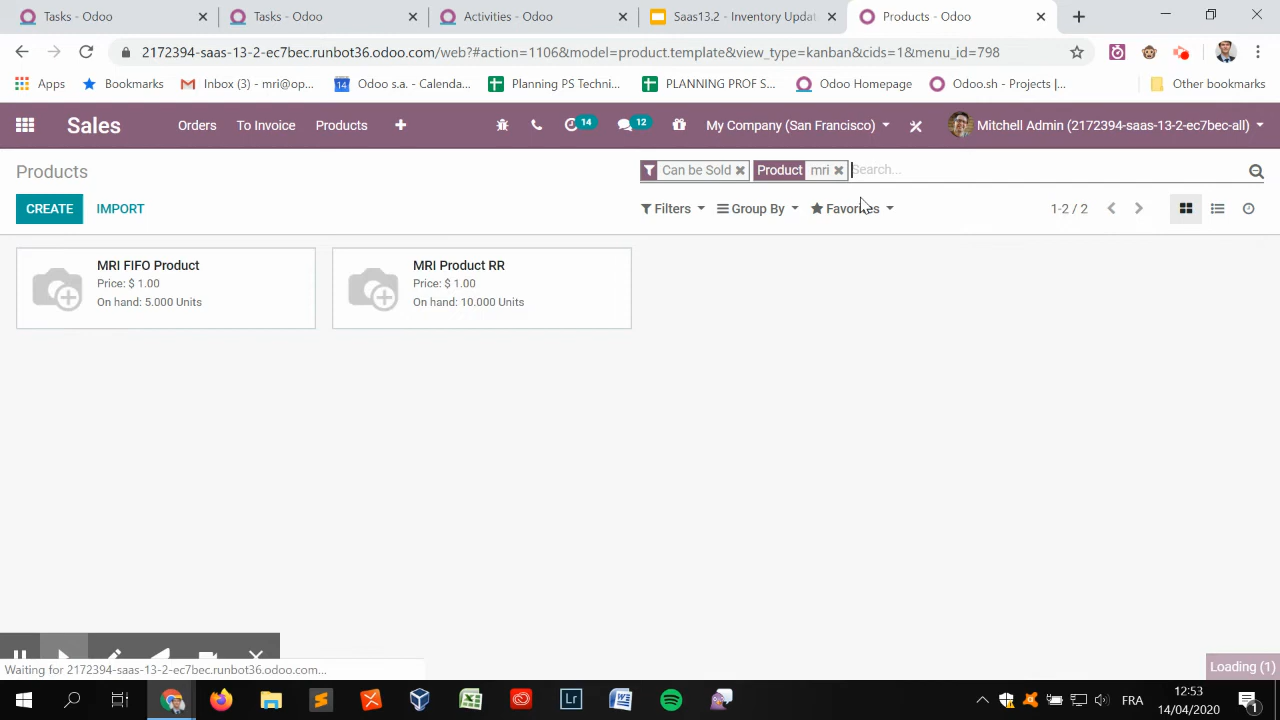 Tasks - Odoo
Tasks - Odoo
Activities - Odoo
Saas13.2 - Inventory Updat
Products - Odoo
2172394-saas-13-2-ec7bec.runbot36.odoo.com/web?#action=1106&model=product.template&view_type=kanban&cids=1&menu_id=798
Apps
Bookmarks
Inbox (3) - mri@op...
14
Odoo s.a. - Calenda...
Planning PS Techni...
PLANNING PROF S...
Odoo Homepage
Odoo.sh - Projects |...
Other bookmarks
Sales
Orders
To Invoice
Products
14
12
My Company (San Francisco)
Mitchell Admin (2172394-saas-13-2-ec7bec-all)
Products
Can be Sold
Product mri
Search...
CREATE
IMPORT
Filters
Group By
Favorites
1-2 / 2
MRI FIFO Product
Price: $ 1.00
On hand: 5.000 Units
MRI Product RR
Price: $ 1.00
On hand: 10.000 Units
Waiting for 2172394-saas-13-2-ec7bec.runbot36.odoo.com...
Loading (1)
Lr
FRA
12:53
14/04/2020
1